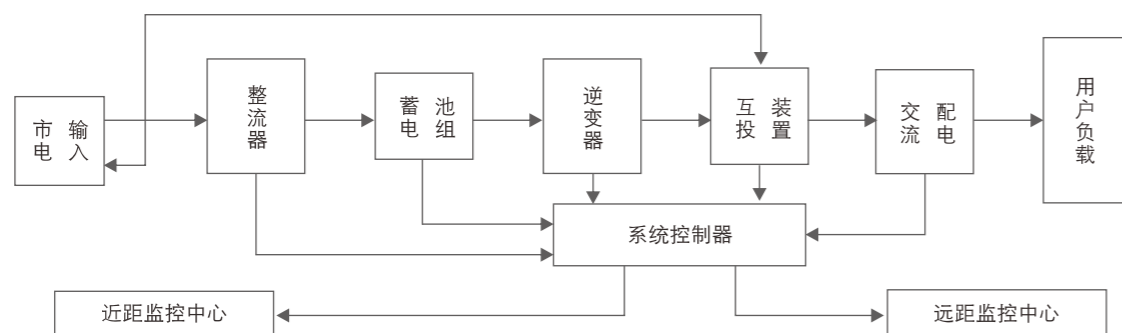 市电输入
整流器
蓄电池组
逆变器
互投装置
交流配电
用户负载
系统控制器
近距监控中心
远距监控中心